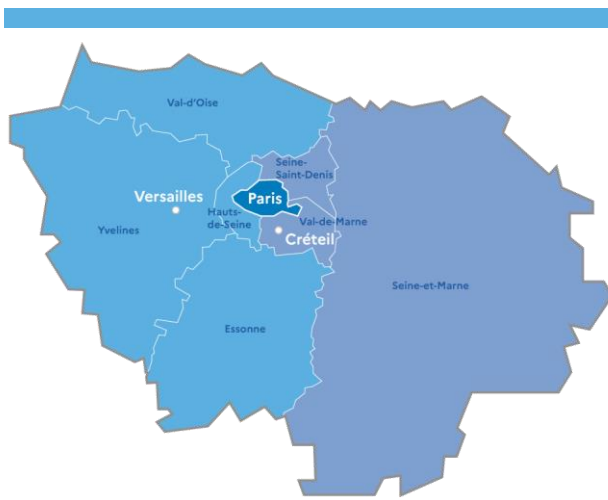 Val-d'Oise
Seine-
Saint-Denis
Versailles
Paris
Hauts-
de-Seine
Val-de-Marne
Yvelines
Créteil
Seine-et-Marne
Essonne